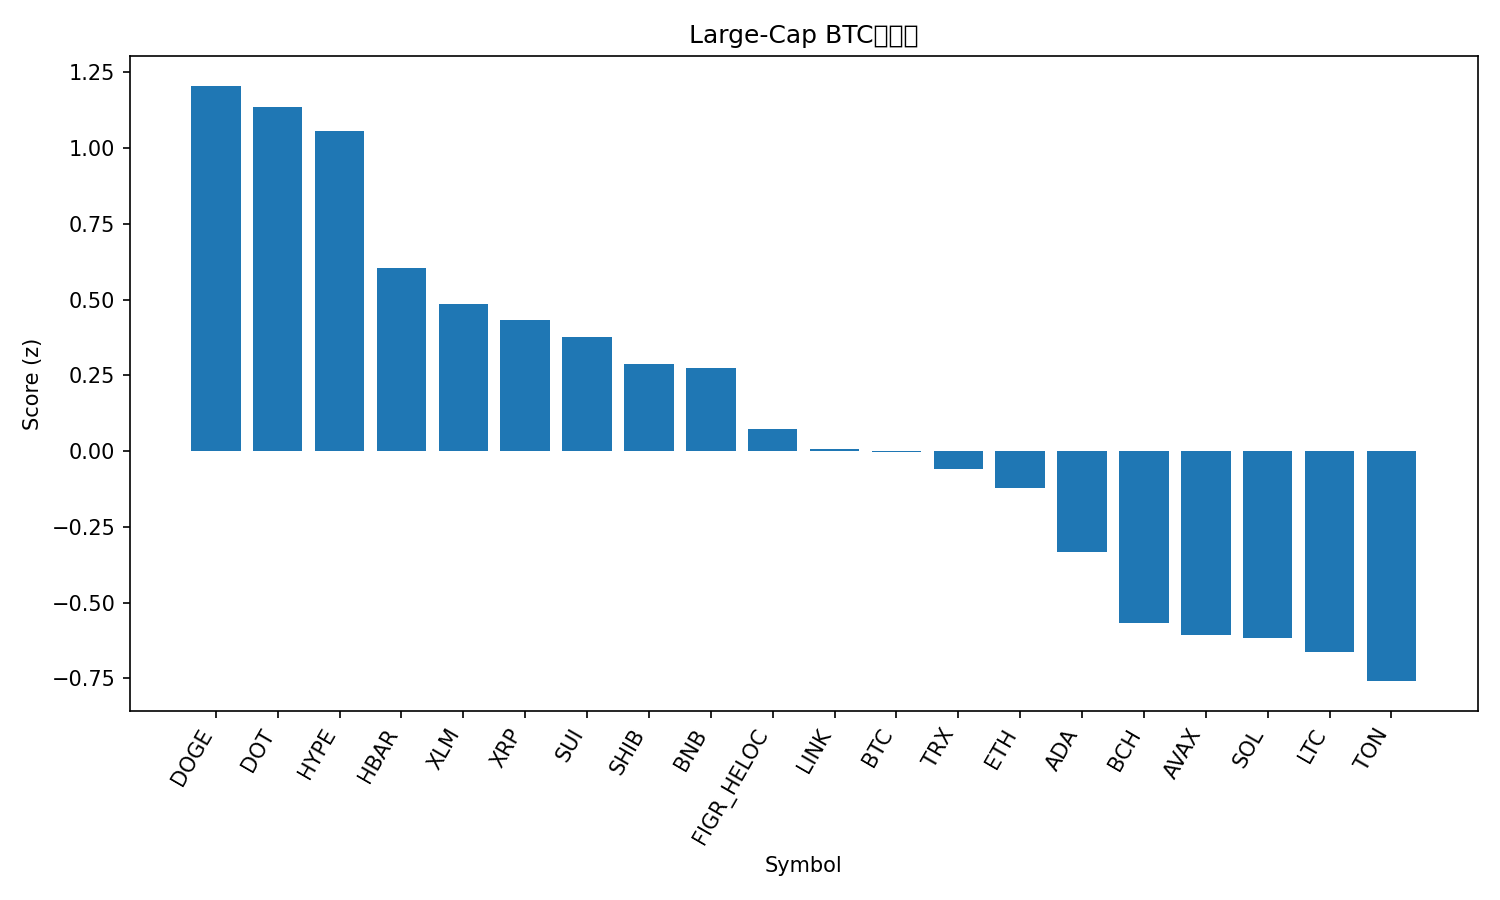 Large-Cap BTC
1.25
1.00
0.75
0.50
0.25
0.00
−0.25
−0.50
−0.75
Score (z)
DOGE
DOT
HYPE
HBAR
XLM
XRP
SUI
SHIB
BNB
FIGR_HELOC
LINK
BTC
TRX
ETH
ADA
BCH
AVAX
SOL
LTC
TON
Symbol